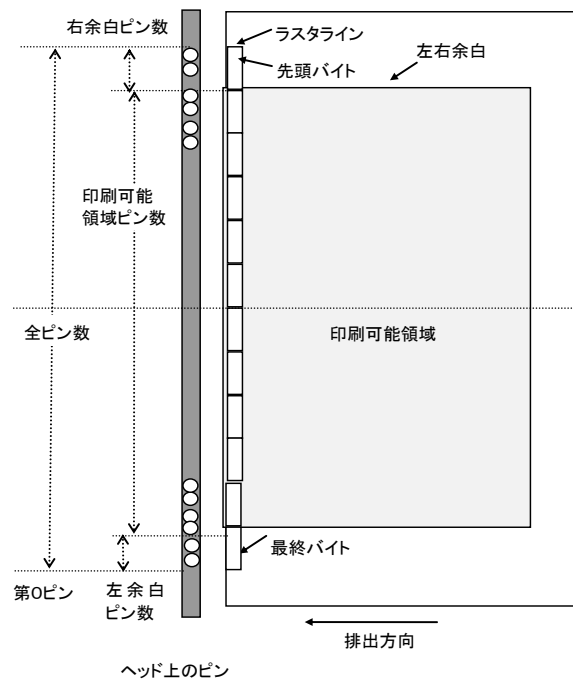 右余白ピン数
ラスタライン
先頭バイト
左右余白
印刷可能
領域ピン数
全ピン数
印刷可能領域
最終バイト
第0ピン
左余白
ピン数
排出方向
ヘッド上のピン